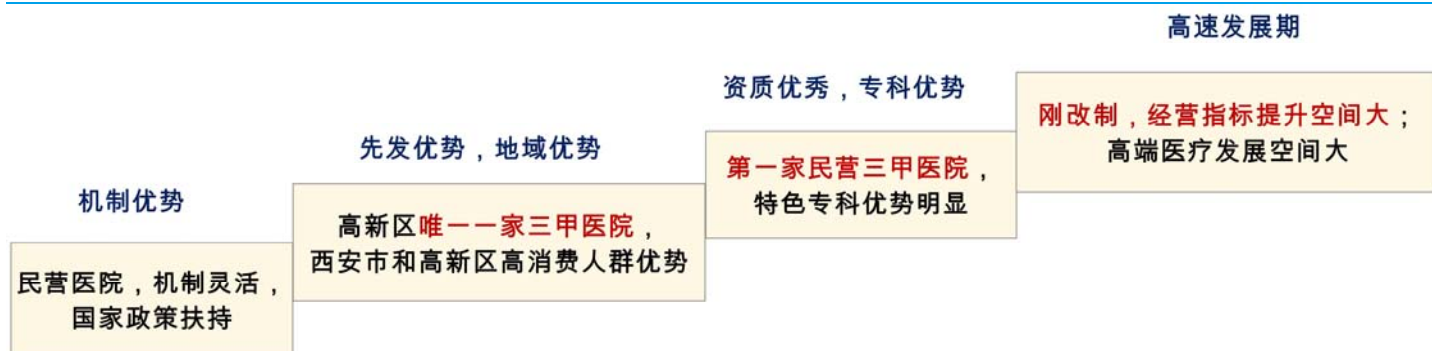 高速发展期
刚改制，经营指标提升空间大；
高端医疗发展空间大
资质优秀，专科优势
第一家民营三甲医院，
特色专科优势明显
先发优势，地域优势
高新区唯一一家三甲医院，
西安市和高新区高消费人群优势
机制优势
民营医院，机制灵活，
国家政策扶持